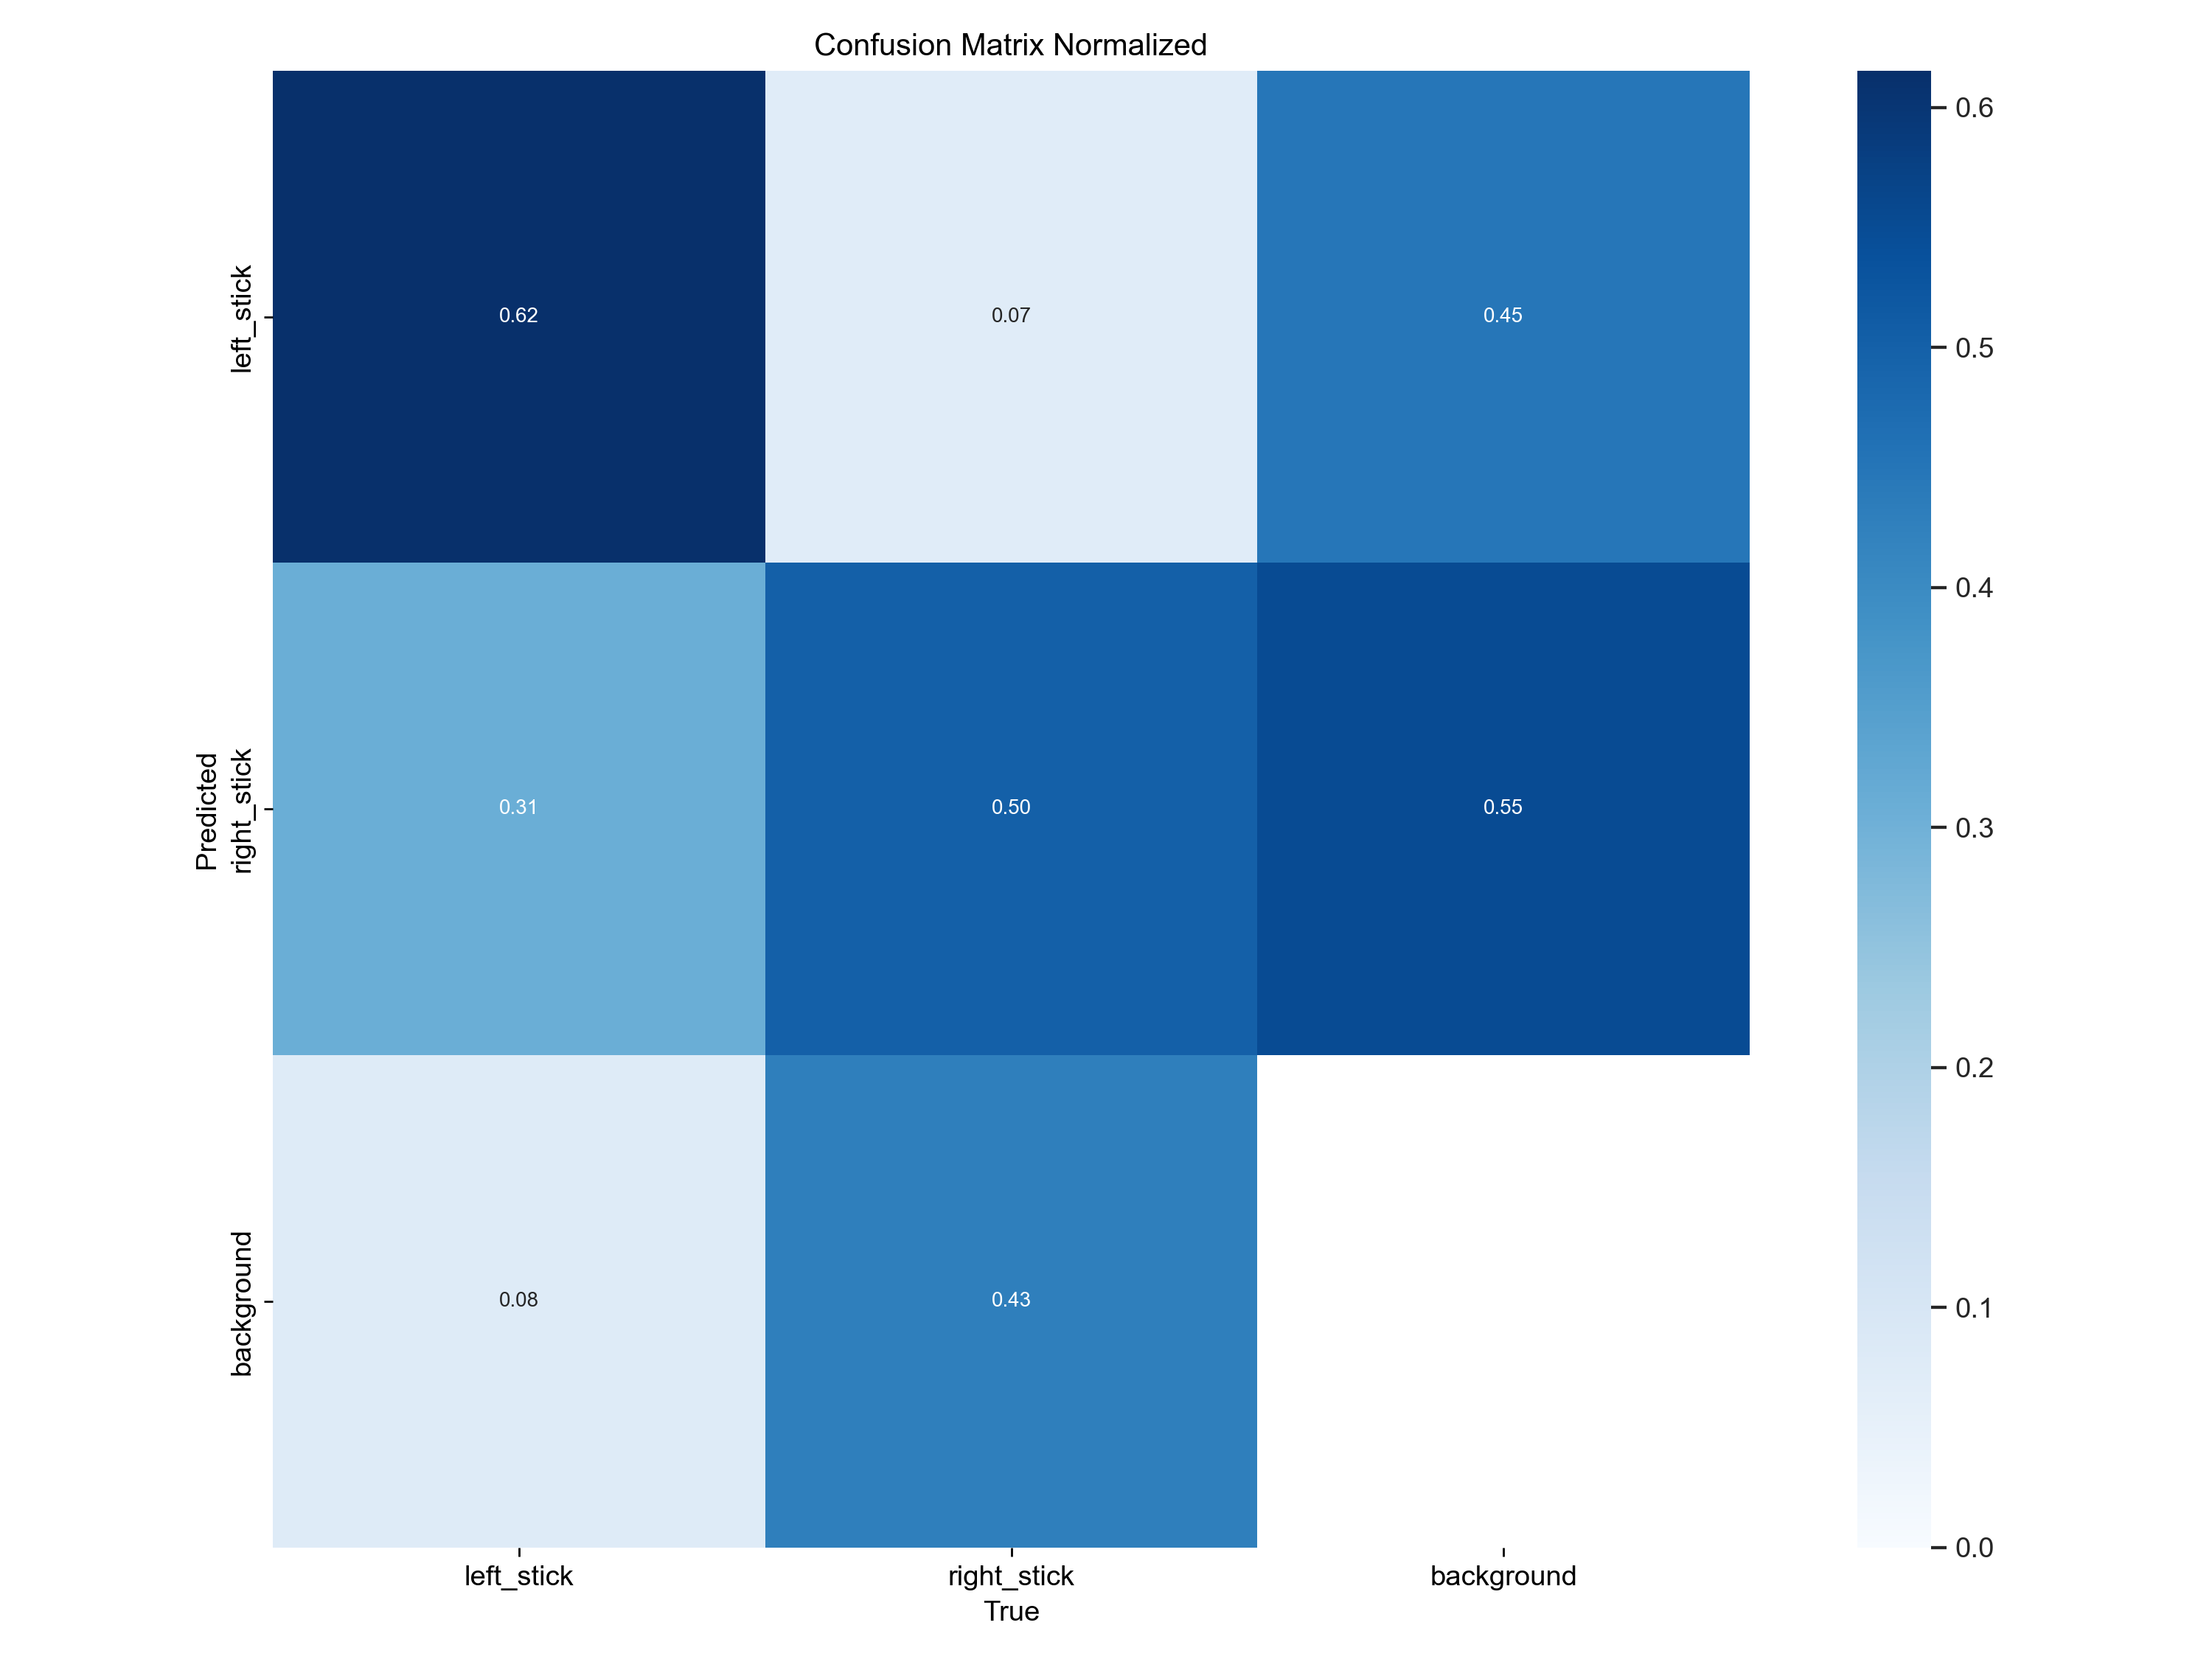 Confusion Matrix Normalized
left_stick
0.62
0.07
0.45
Predicted
right_stick
0.31
0.50
0.55
background
0.08
0.43
left_stick
right_stick
background
True
0.6
0.5
0.4
0.3
0.2
0.1
0.0